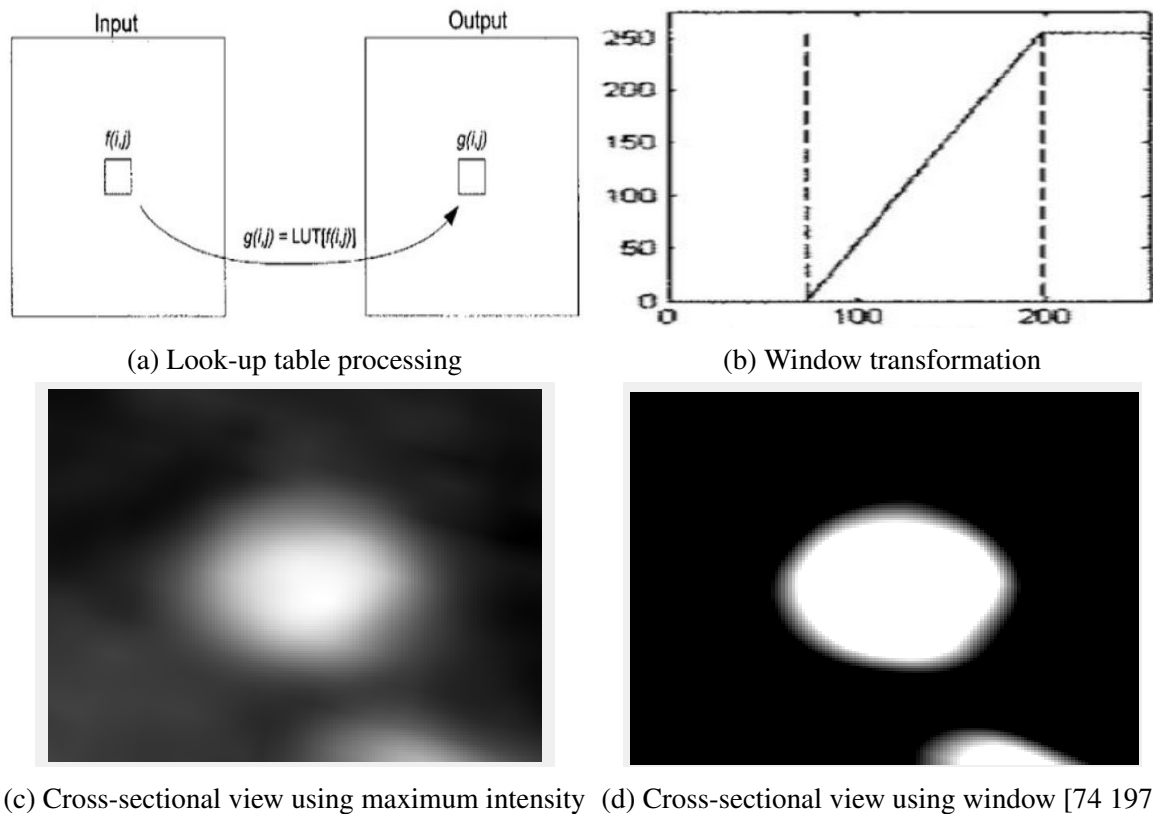 Input
Output
f(i,j)
g(i,j)
g(i,j) = LUT[f(i,j)]
250
200
150
100
50
0
0
100
200
(a) Look-up table processing
(b) Window transformation
(c) Cross-sectional view using maximum intensity
(d) Cross-sectional view using window [74 197